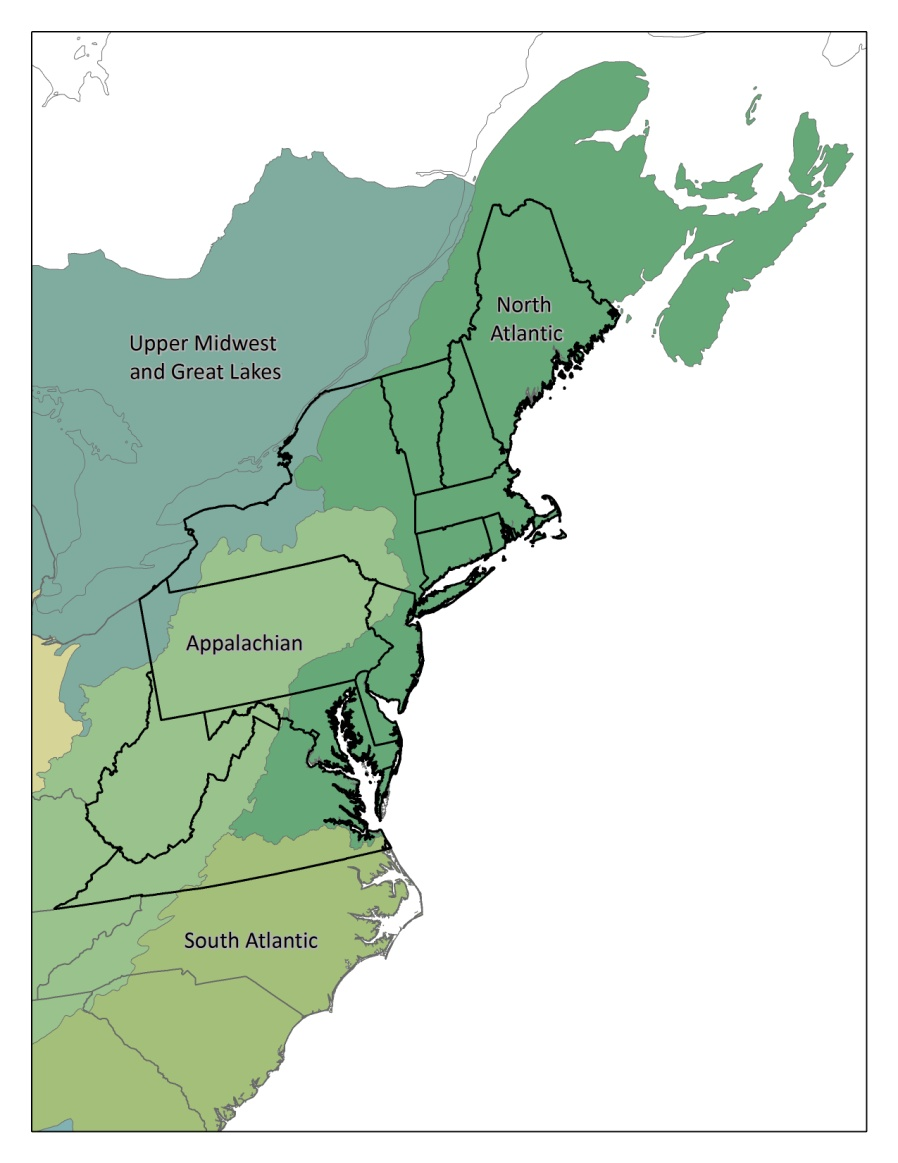 North
Atlantic
Upper Midwest
and Great Lakes
Appalachian
South Atlantic